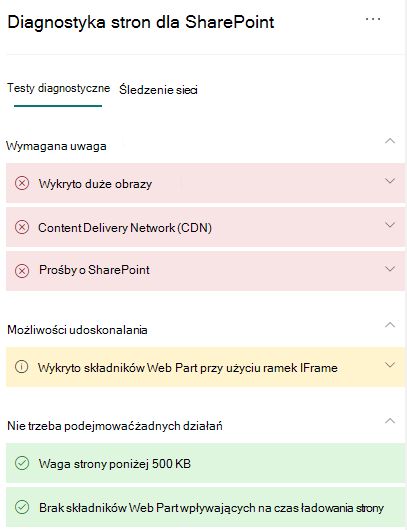 Diagnostyka stron dla SharePoint
Testy diagnostyczne Śledzenie sieci
Wymagana uwaga
Wykryto duże obrazy
Content Delivery Network (CDN)
Prośby o SharePoint
Możliwości udoskonalania
Wykryto składników Web Part przy użyciu ramek IFrame
Nie trzeba podejmowaćżadnych działań
Waga strony poniżej 500 KB
Brak składników Web Part wpływających na czas ładowania strony